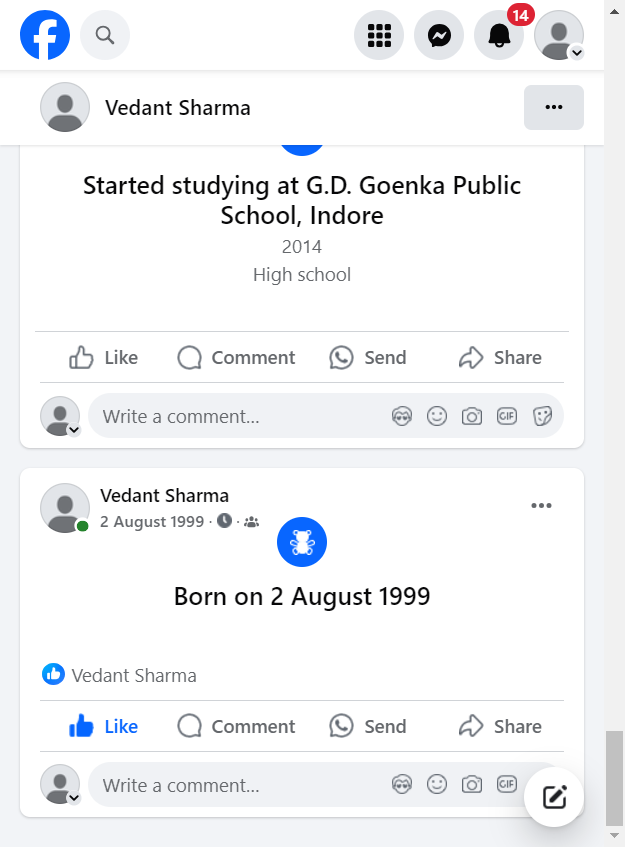 14
Vedant Sharma
Started studying at G.D. Goenka Public
School, Indore
2014
High school
Like Comment Send Share
Write a comment... GIF
Vedant Sharma
2 August 1999 · ·
Born on 2 August 1999
Vedant Sharma
Like Comment Send Share
Write a comment... GIF